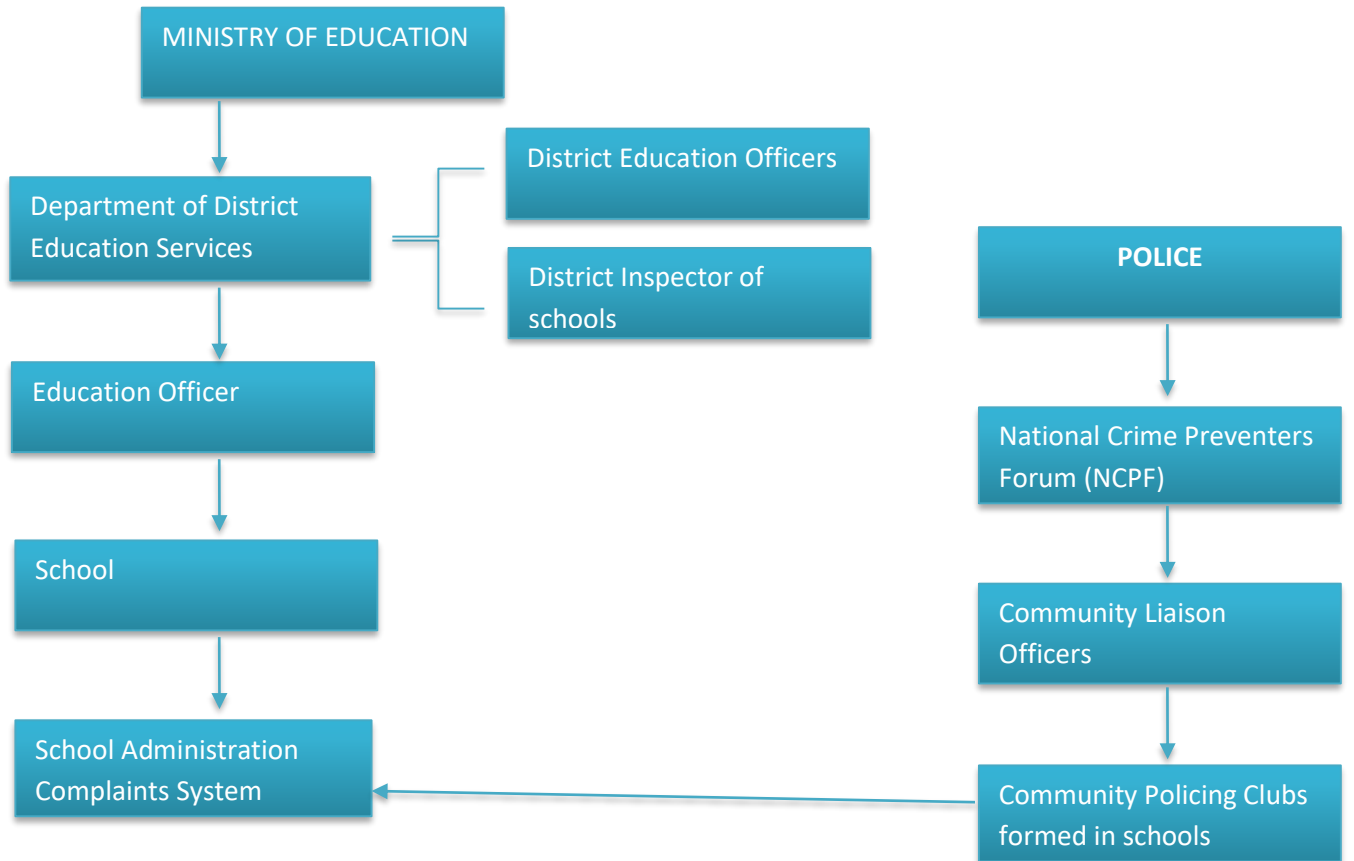 MINISTRY OF EDUCATION
Department of District
Education Services
District Education Officers
District Inspector of
schools
Education Officer
School
School Administration
Complaints System
POLICE
National Crime Preventers
Forum (NCPF)
Community Liaison
Officers
Community Policing Clubs
formed in schools